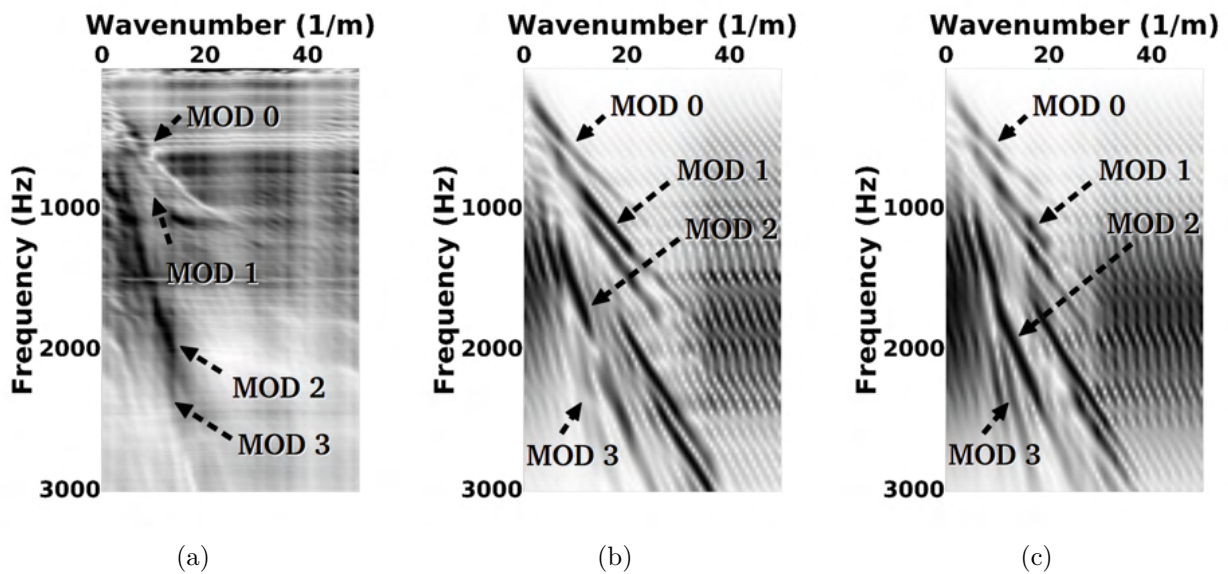 Wavenumber (1/m)
0 20 40
Frequency (Hz)
1000
2000
3000
MOD 0
MOD 1
MOD 2
MOD 3
(a)
Wavenumber (1/m)
0 20 40
Frequency (Hz)
1000
2000
3000
MOD 0
MOD 1
MOD 2
MOD 3
(b)
Wavenumber (1/m)
0 20 40
Frequency (Hz)
1000
2000
3000
MOD 0
MOD 1
MOD 2
MOD 3
(c)